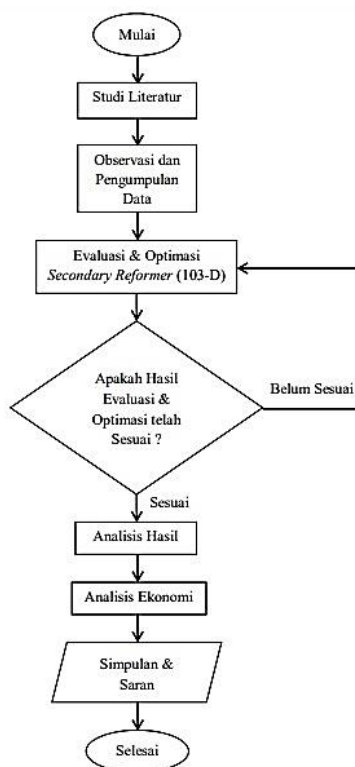 Mulai
Studi Literatur
Observasi dan
Pengumpulan
Data
Evaluasi & Optimasi
Secondary Reformer (103-D)
Apakah Hasil
Evaluasi &
Optimasi telah
Sesuai ?
Belum Sesuai
Sesuai
Analisis Hasil
Analisis Ekonomi
Simpulan &
Saran
Selesai